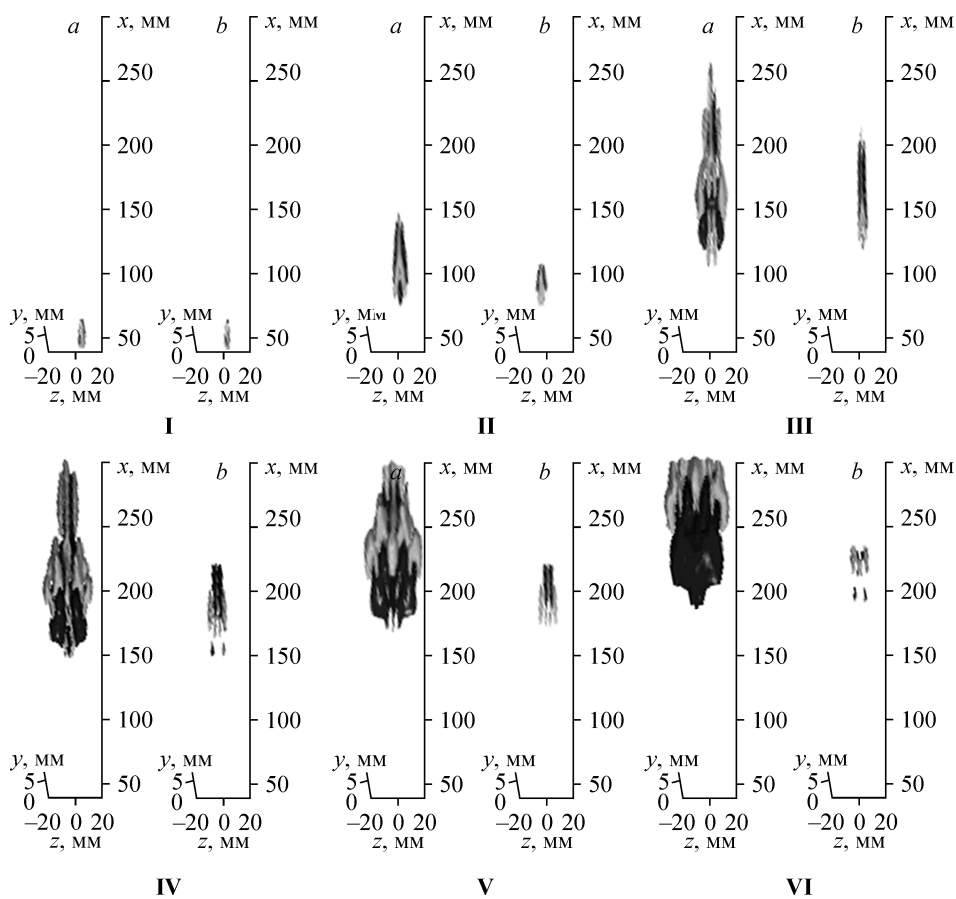 a x, мм b x, мм a x, мм b x, мм a x, мм b x, мм
250 250 250 250 250 250
200 200 200 200 200 200
150 150 150 150 150 150
100 100 100 100 100 100
y, мм y, мм y, мм y, мм y, мм y, мм
5 50 5 50 5 50 5 50 5 50 5 50
0 0 0 0 0 0
–20 0 20 –20 0 20 –20 0 20 –20 0 20 –20 0 20 –20 0 20
z, мм z, мм z, мм z, мм z, мм z, мм
I II III
x, мм b x, мм a x, мм b x, мм x, мм b x, мм
250 250 250 250 250 250
200 200 200 200 200 200
150 150 150 150 150 150
100 100 100 100 100 100
y, мм y, мм y, мм y, мм y, мм y, мм
5 50 5 50 5 50 5 50 5 50 5 50
0 0 0 0 0 0
–20 0 20 –20 0 20 –20 0 20 –20 0 20 –20 0 20 –20 0 20
z, мм z, мм z, мм z, мм z, мм z, мм
IV V VI